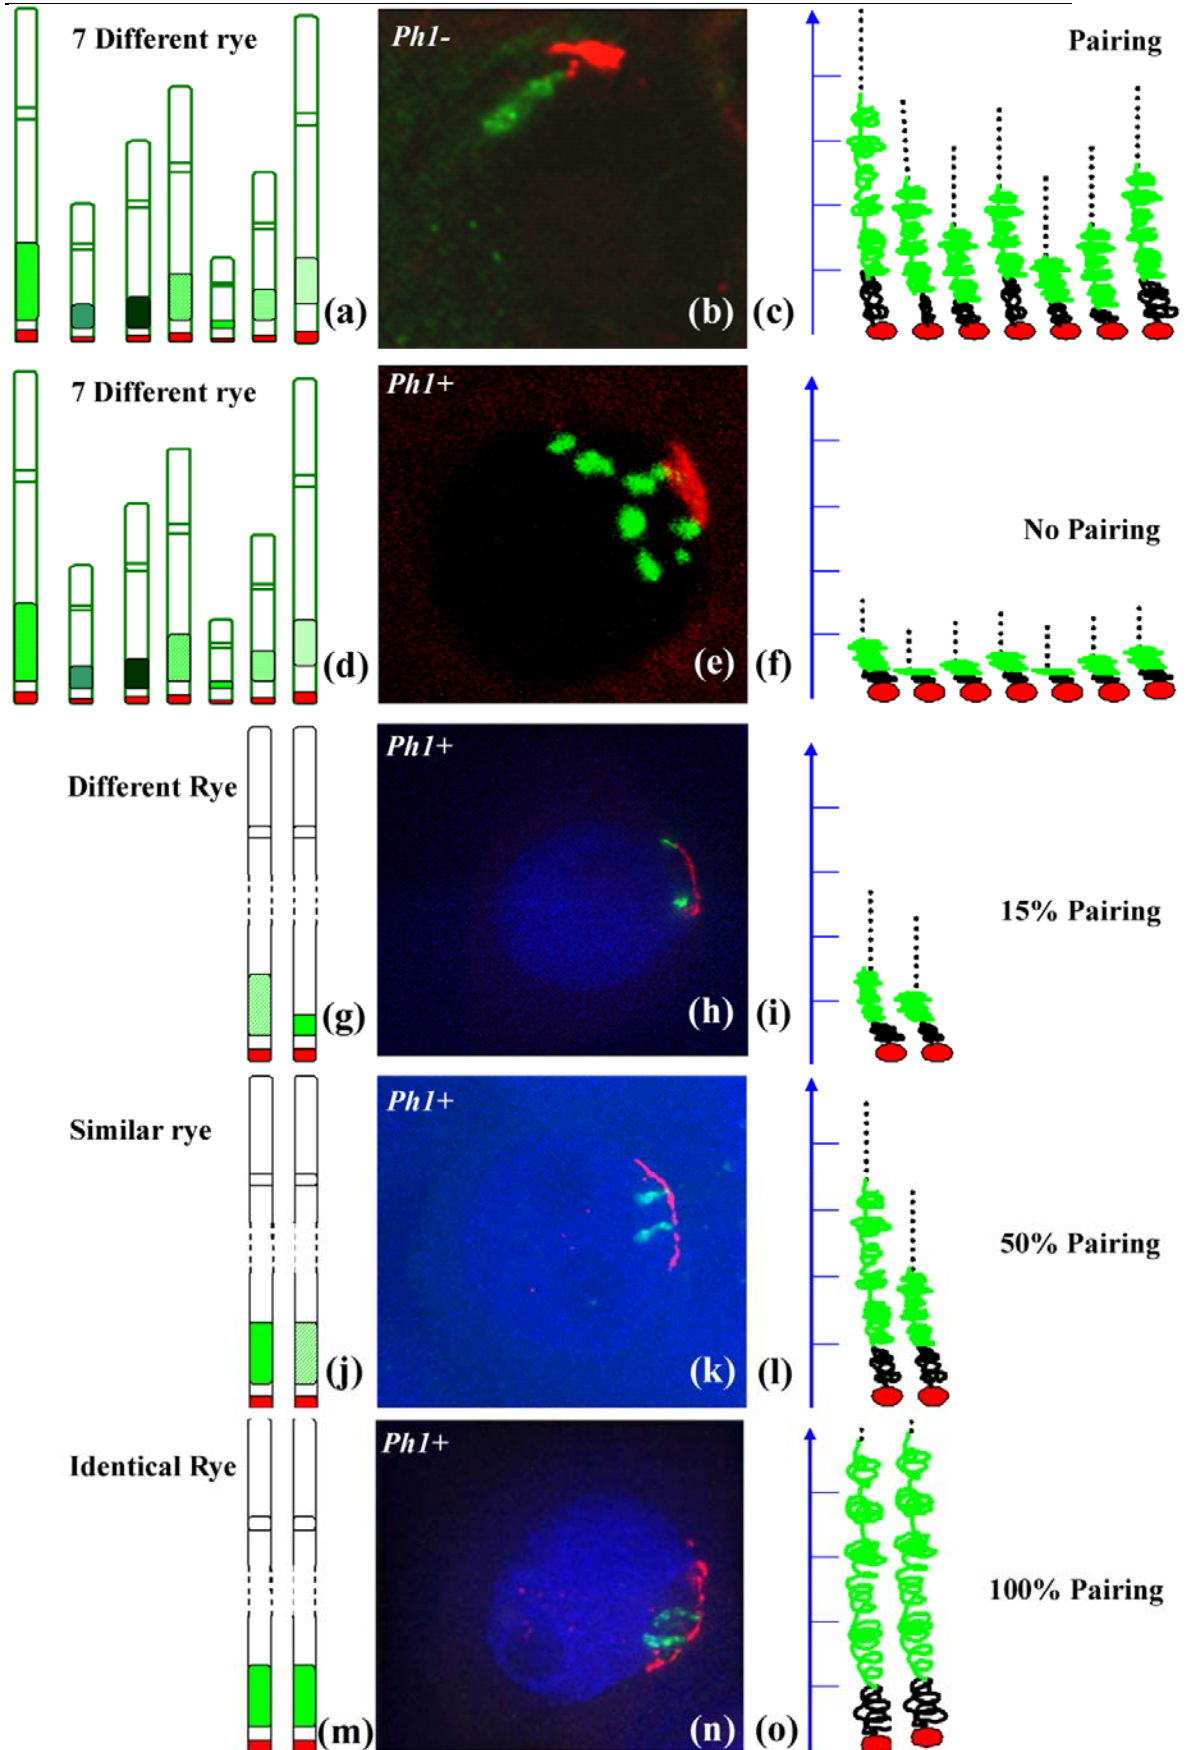 7 Different rye
(a)
Ph1-
(b)
(c)
Pairing
7 Different rye
(d)
Ph1+
(e)
(f)
No Pairing
Different Rye
(g)
Ph1+
(h)
(i)
15% Pairing
Similar rye
(j)
Ph1+
(k)
(l)
50% Pairing
Identical Rye
(m)
Ph1+
(n)
(o)
100% Pairing